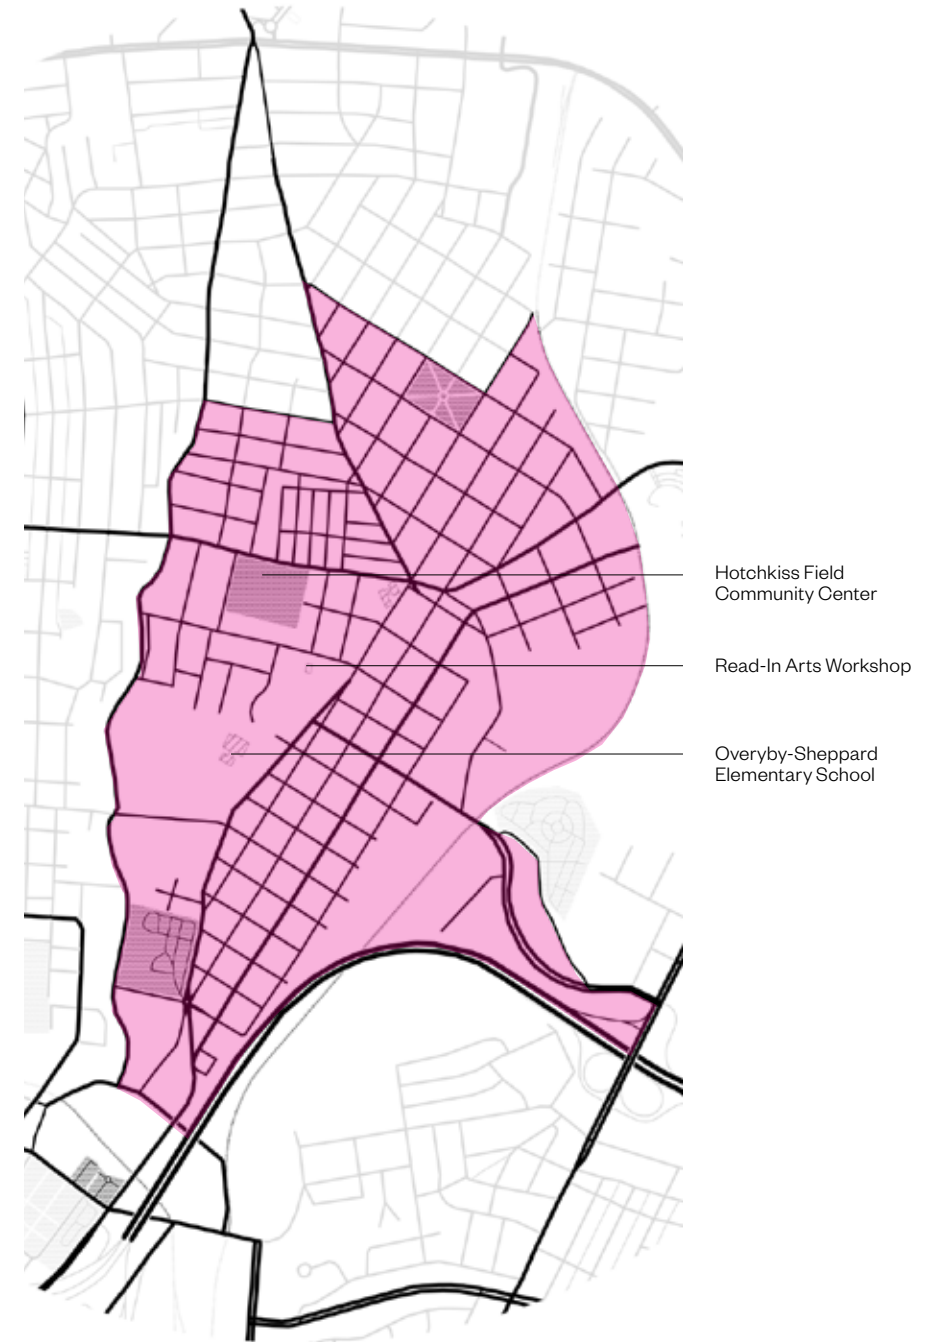 Hotchkiss Field
Community Center
Read-In Arts Workshop
Overyby-Sheppard
Elementary School